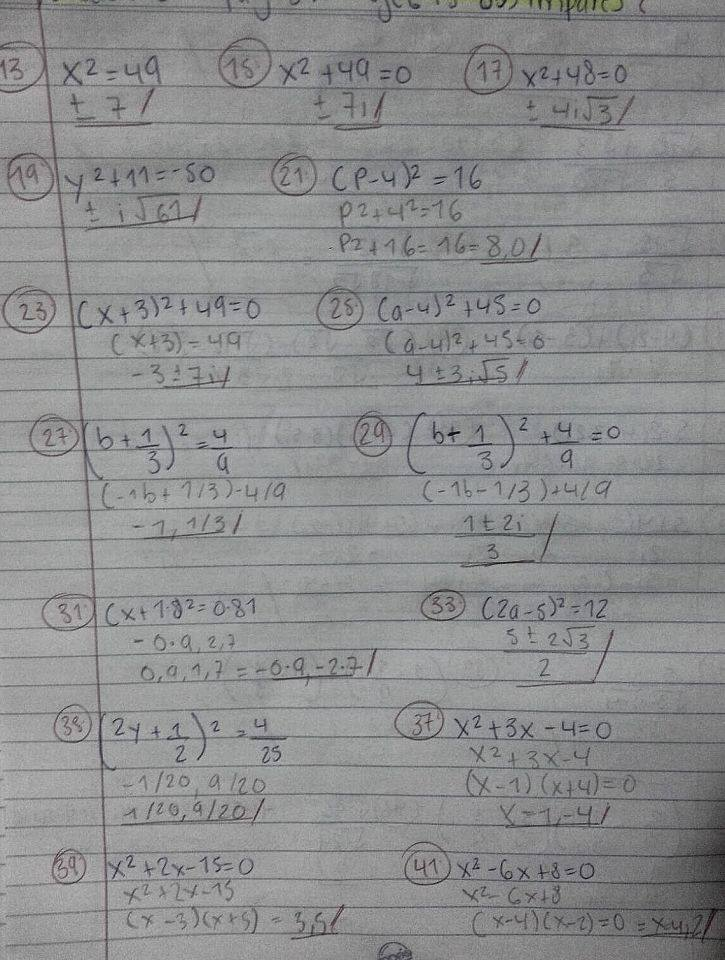 impares
13 x² = 49 15 x² + 49 = 0 17 x² + 48 = 0
± 7 ± 7i ± 4i√3
19 y² + 11 = -50 21 (P-4)² = 16
± i√61 P2 + 4² = 16
P2 + 16 = 16 = 8,0
23 (x+3)² + 49 = 0 25 (a-4)² + 45 = 0
(x+3) - 49 (a-4)² + 45 = 0
-3 ± 7i 4 ± 3i√5
27 (b + 1/3)² = 4/9 29 (b + 1/3)² + 4/9 = 0
(-1b + 1/3) - 4/9 (-1b - 1/3) + 4/9
-1, 1/3 1 ± 2i / 3
31 (x + 1.8² = 0.81 33 (2a - 5)² = 12
-0.9, 2,7 5 ± 2√3 / 2
0,9,1,7 = -0.9, -2.7
35 (2y + 1/2)² = 4/25 37 x² + 3x - 4 = 0
-1/20, 9/20 x² + 3x - 4
1/20, 9/20 (x-1)(x+4) = 0
x = 1, -4
39 x² + 2x - 15 = 0 41 x² - 6x + 8 = 0
x² + 2x - 15 x² - 6x + 8
(x-3)(x+5) = 3,5 (x-4)(x-2) = 0 = x-4,2